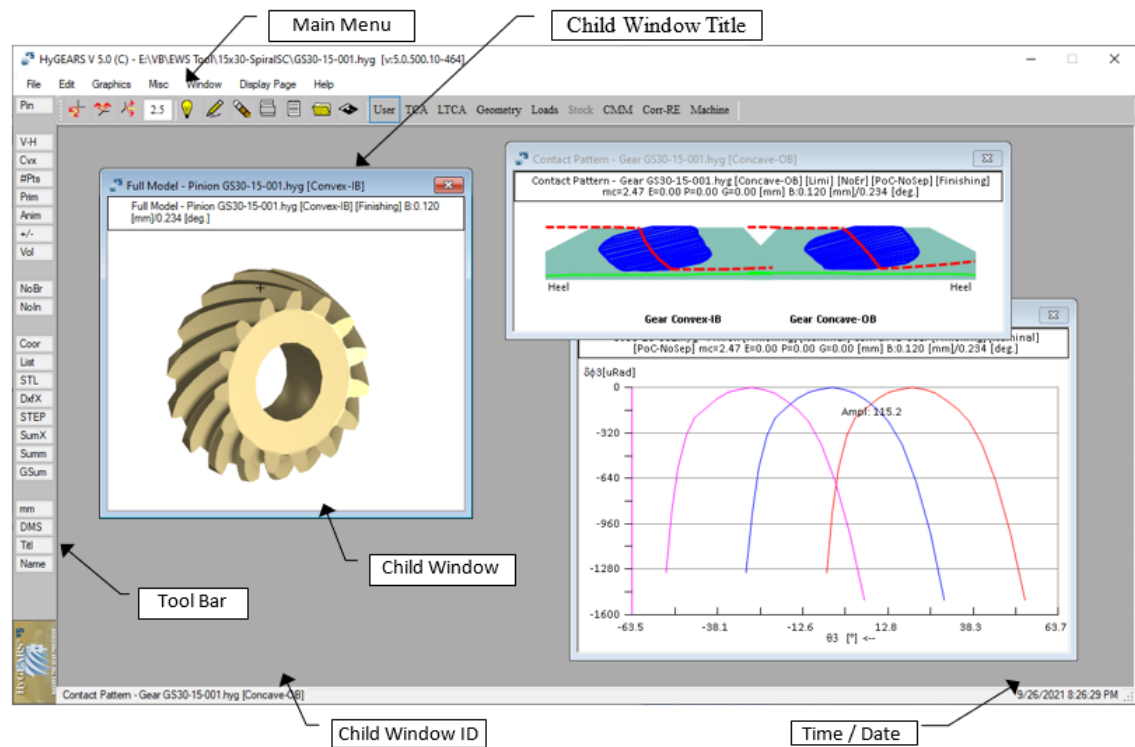 Main Menu
Child Window Title
HyGEARS V 5.0 (C) - E:\VB\EWS Tool\15x30-SpiralSC\GS30-15-001.hyg [v:5.0.500.10-464]
File Edit Graphics Misc Window Display Page Help
Pin
2.5 User TCA LTCA Geometry Loads Stock CMM Corr-RE Machine
V-H
Cvx
#Pts
Prim
Anim
+/-
Vol
NoBr
NoIn
Coor
List
STL
DxfX
STEP
SumX
Summ
GSum
mm
DMS
Titl
Name
Full Model - Pinion GS30-15-001.hyg [Convex-IB]
Full Model - Pinion GS30-15-001.hyg [Convex-IB] [Finishing] B:0.120
[mm]/0.234 [deg.]
Contact Pattern - Gear GS30-15-001.hyg [Concave-OB]
Contact Pattern - Gear GS30-15-001.hyg [Concave-OB] [Limi] [NoEr] [PoC-NoSep] [Finishing]
mc=2.47 E=0.00 P=0.00 G=0.00 [mm] B:0.120 [mm]/0.234 [deg.]
Heel Heel
Gear Convex-IB Gear Concave-OB
[PoC-NoSep] mc=2.47 E=0.00 P=0.00 G=0.00 [mm] B:0.120 [mm]/0.234 [deg.]
δϕ3[uRad]
0
Ampl: 115.2
-320
-640
-960
-1280
-1600
-63.5 -38.1 -12.6 12.8 38.3 63.7
θ3 [°] <--
Child Window
Tool Bar
HyGEARS V5
Contact Pattern - Gear GS30-15-001.hyg [Concave-OB]
9/26/2021 8:26:29 PM
Child Window ID
Time / Date